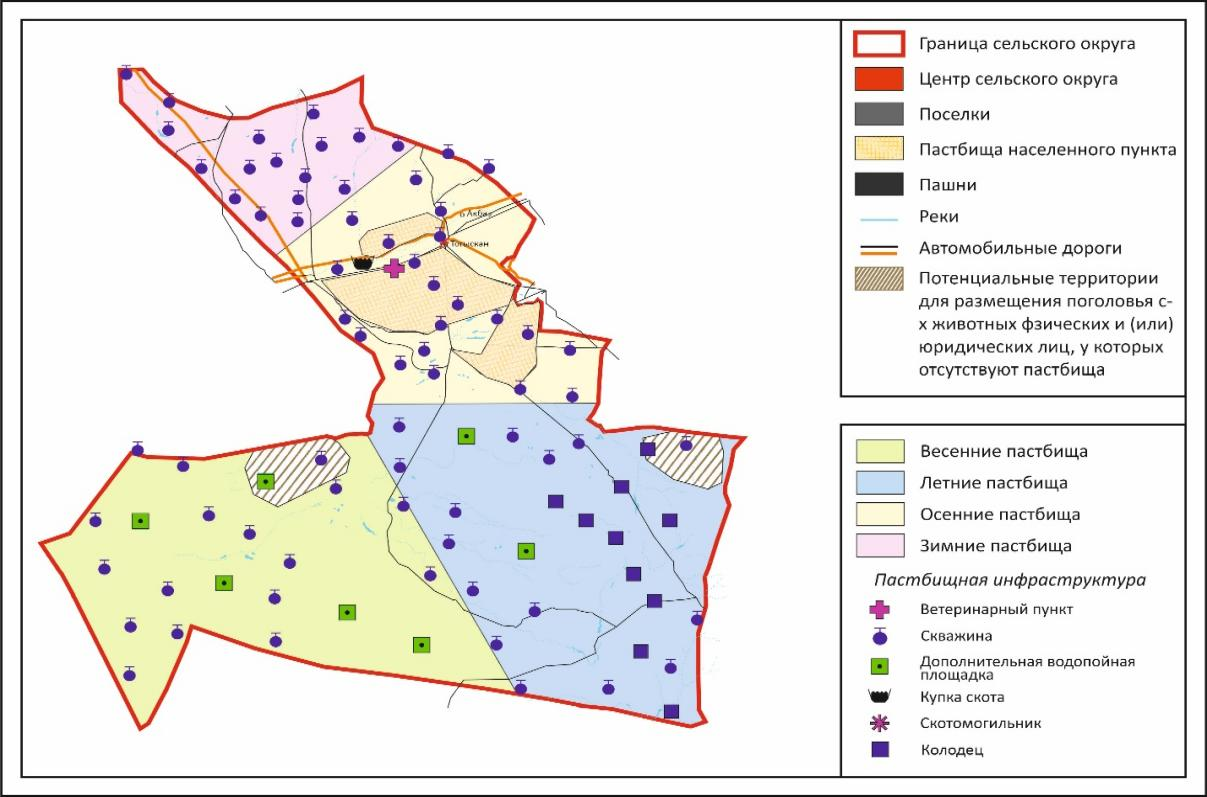 Акбай
Тогыскан
Граница сельского округа
Центр сельского округа
Поселки
Пастбища населенного пункта
Пашни
Реки
Автомобильные дороги
Потенциальные территории
для размещения поголовья с-
х животных фзических и (или)
юридических лиц, у которых
отсутствуют пастбища
Весенние пастбища
Летние пастбища
Осенние пастбища
Зимние пастбища
Пастбищная инфраструктура
Ветеринарный пункт
Скважина
Дополнительная водопойная
площадка
Купка скота
Скотомогильник
Колодец